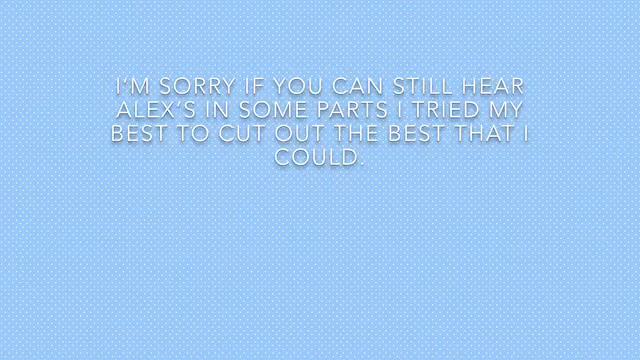 I'M SORRY IF YOU CAN STILL HEAR
ALEX'S IN SOME PARTS I TRIED MY
BEST TO CUT OUT THE BEST THAT I
COULD.